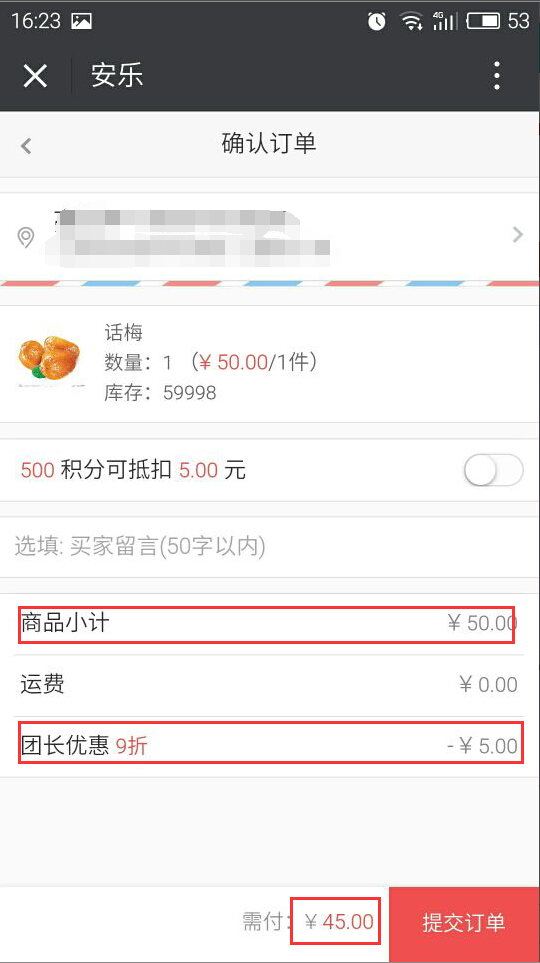 16:23 4G 53
安乐
确认订单
话梅
数量：1 （¥ 50.00/1件）
库存：59998
500 积分可抵扣 5.00 元
选填: 买家留言(50字以内)
商品小计 ¥ 50.00
运费 ¥ 0.00
团长优惠 9折 - ¥ 5.00
需付: ¥ 45.00 提交订单